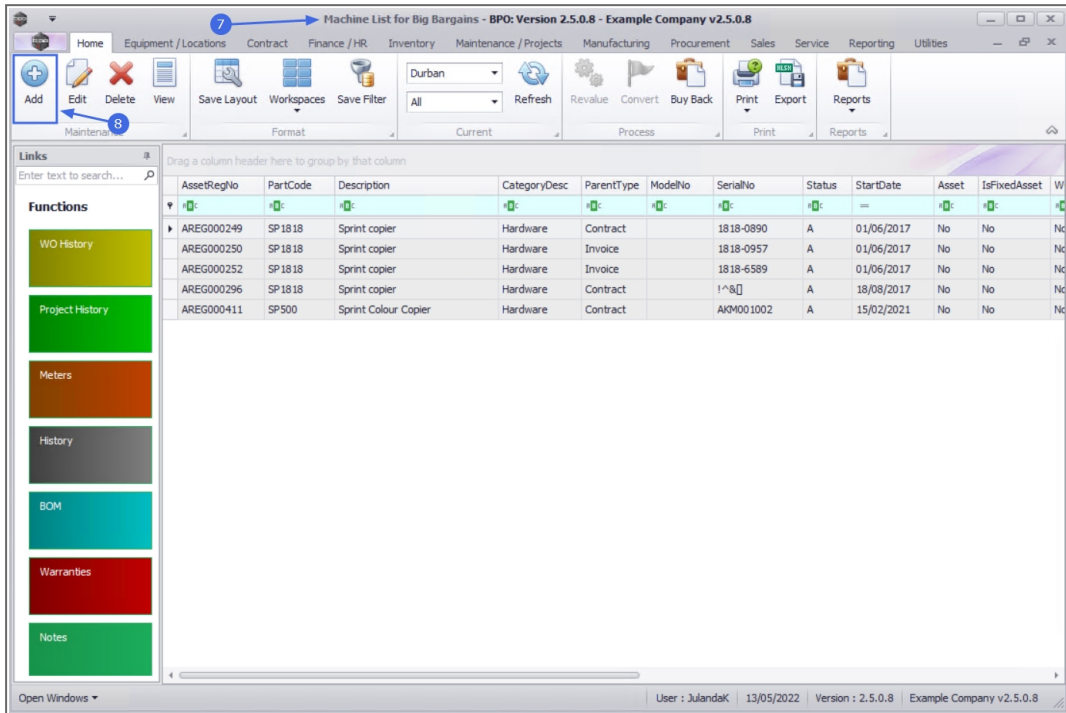 7
Machine List for Big Bargains - BPO: Version 2.5.0.8 - Example Company v2.5.0.8
Home Equipment / Locations Contract Finance / HR Inventory Maintenance / Projects Manufacturing Procurement Sales Service Reporting Utilities
Durban
Add Edit Delete View Save Layout Workspaces Save Filter All Refresh Revalue Convert Buy Back Print Export Reports
8
Maintenance Format Current Process Print Reports
Links
Drag a column header here to group by that column
Enter text to search...
AssetRegNo PartCode Description CategoryDesc ParentType ModelNo SerialNo Status StartDate Asset IsFixedAsset W
Functions
AREG000249 SP1818 Sprint copier Hardware Contract 1818-0890 A 01/06/2017 No No No
WO History
AREG000250 SP1818 Sprint copier Hardware Invoice 1818-0957 A 01/06/2017 No No No
AREG000252 SP1818 Sprint copier Hardware Invoice 1818-6589 A 01/06/2017 No No No
AREG000296 SP1818 Sprint copier Hardware Contract !^&[] A 18/08/2017 No No No
AREG000411 SP500 Sprint Colour Copier Hardware Contract AKM001002 A 15/02/2021 No No No
Project History
Meters
History
BOM
Warranties
Notes
Open Windows User : JulandaK 13/05/2022 Version : 2.5.0.8 Example Company v2.5.0.8